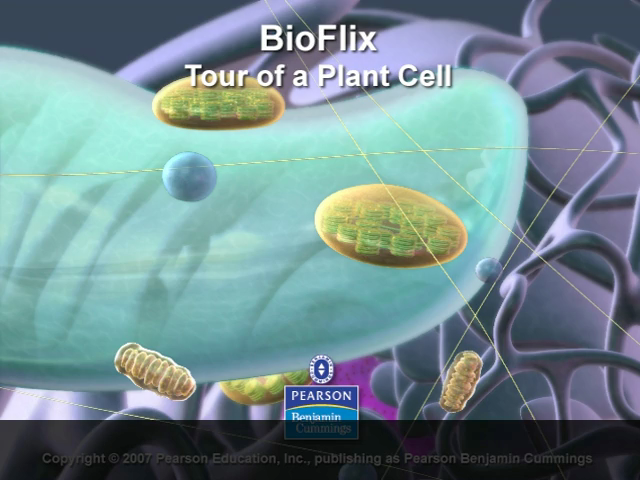 BioFlix
Tour of a Plant Cell
PEARSON
Benjamin
Cummings
Copyright © 2007 Pearson Education, Inc., publishing as Pearson Benjamin Cummings